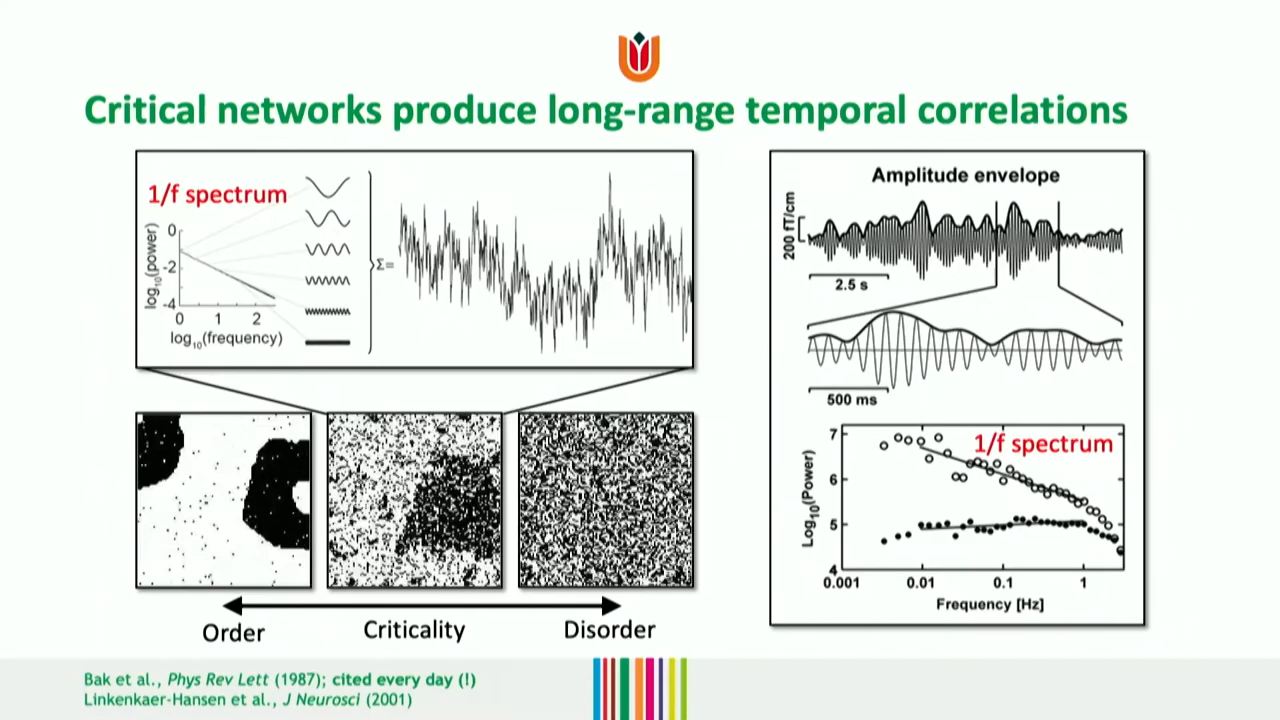 Critical networks produce long-range temporal correlations
1/f spectrum
log10(power)
0
-2
-4
0 1 2
log10(frequency)
Σ=
Order
Criticality
Disorder
Amplitude envelope
200 fT/cm
2.5 s
500 ms
1/f spectrum
Log10(Power)
7
6
5
4
0.001 0.01 0.1 1
Frequency [Hz]
Bak et al., Phys Rev Lett (1987); cited every day (!)
Linkenkaer-Hansen et al., J Neurosci (2001)